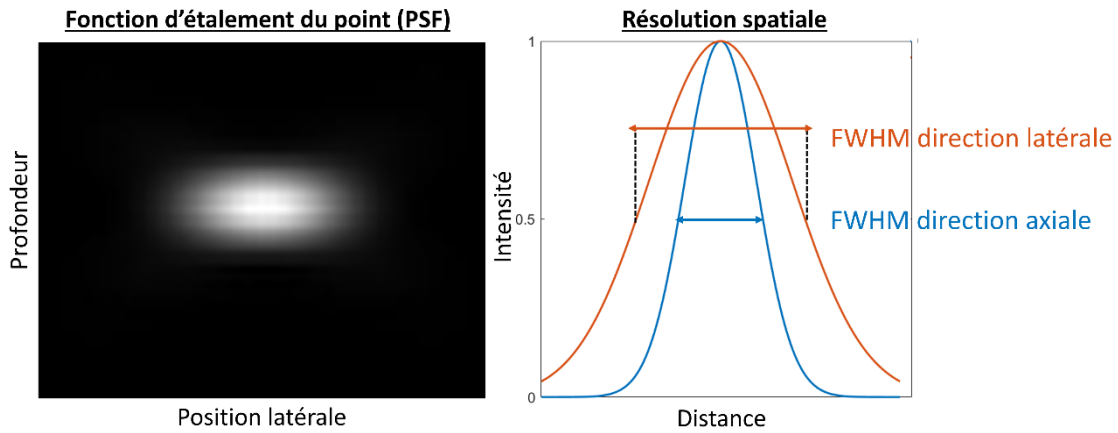 Fonction d'étalement du point (PSF)
Profondeur
Position latérale
Résolution spatiale
Intensité
1
0.5
0
Distance
FWHM direction latérale
FWHM direction axiale